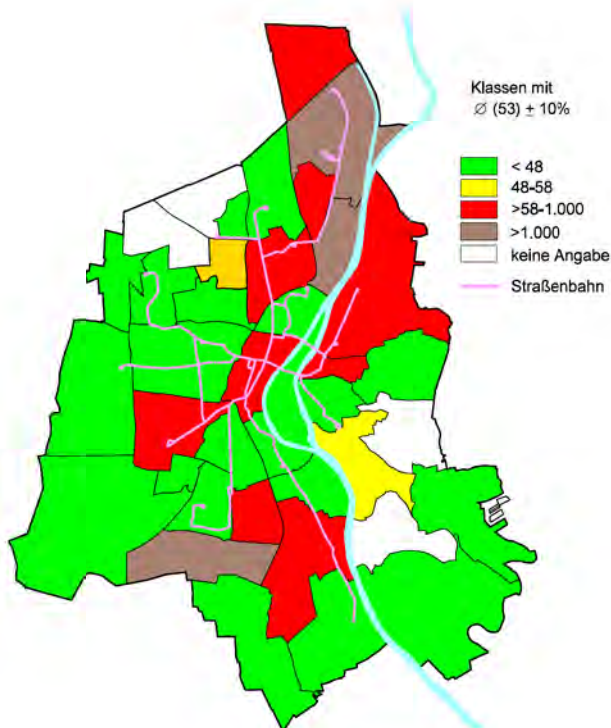 Klassen mit
∅ (53) ± 10%
< 48
48-58
>58-1.000
>1.000
keine Angabe
Straßenbahn